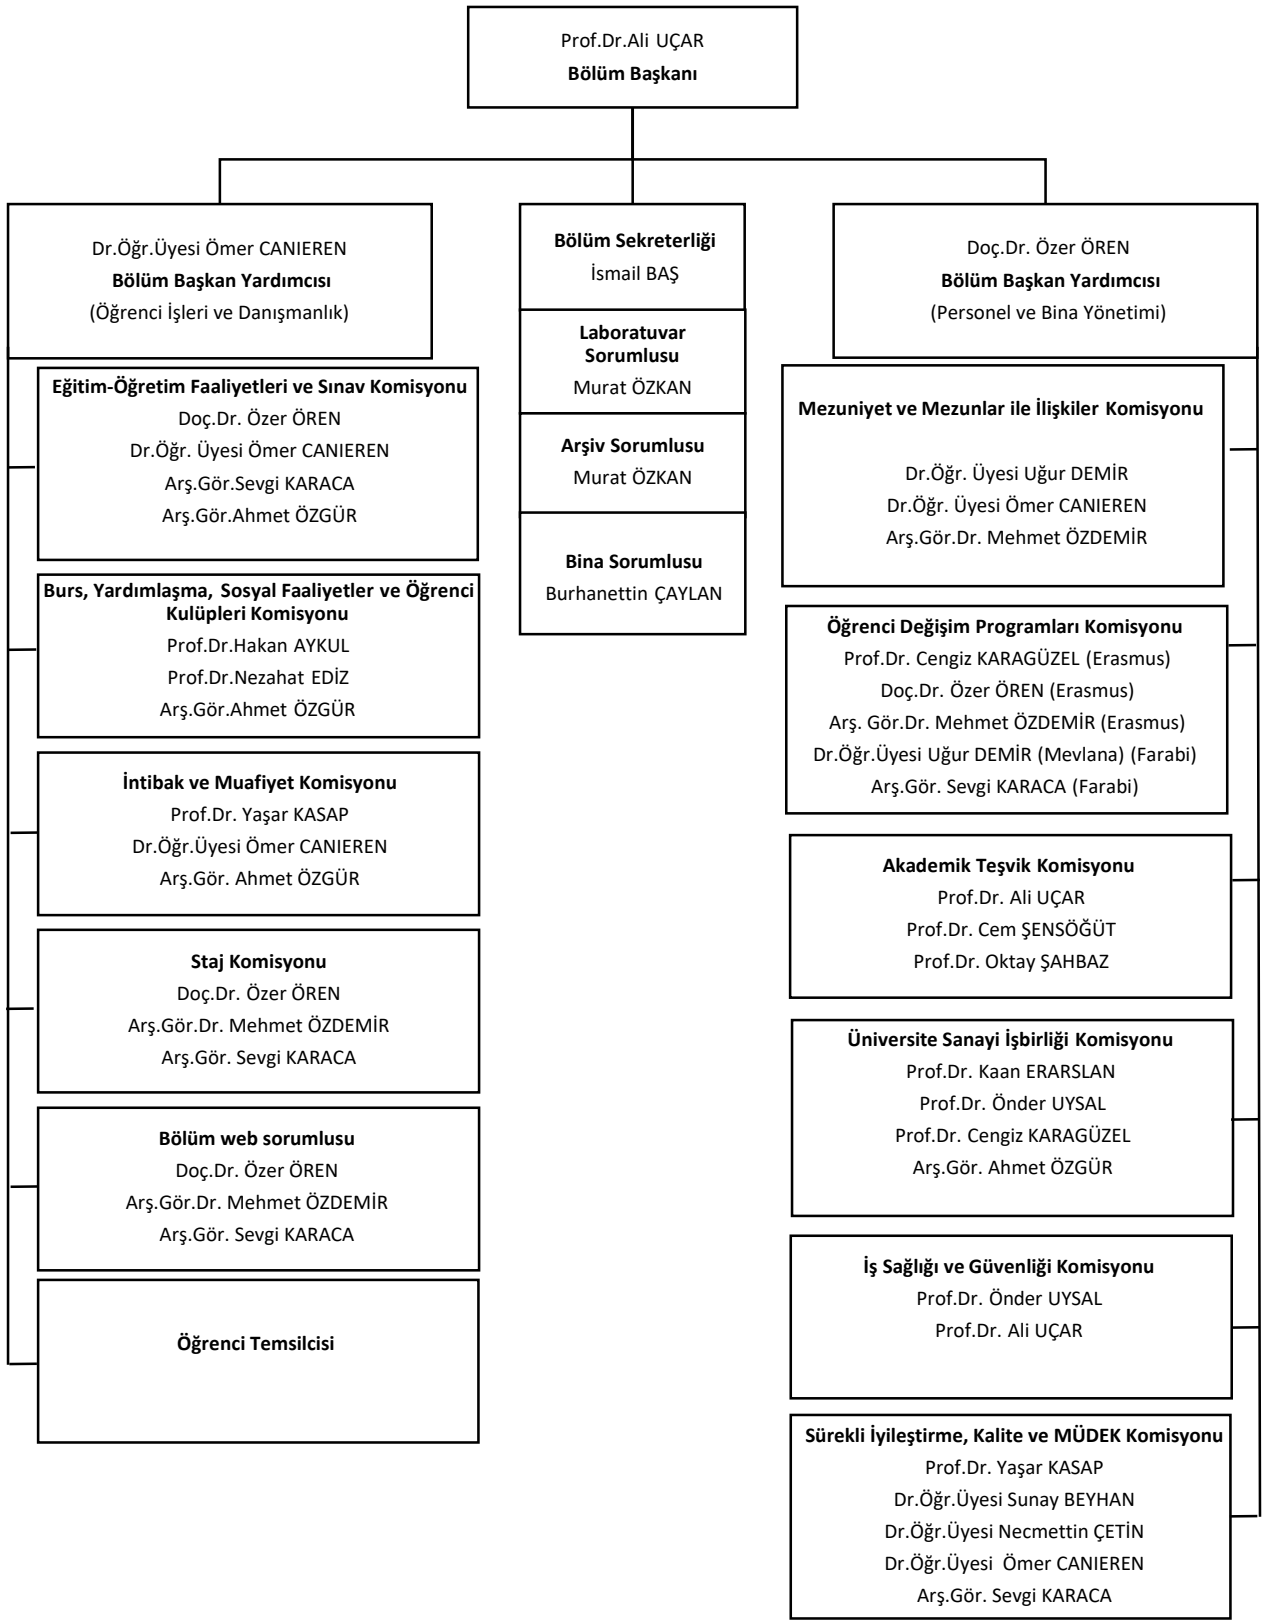 Prof.Dr.Ali UÇAR
Bölüm Başkanı
Dr.Öğr.Üyesi Ömer CANIEREN
Bölüm Başkan Yardımcısı
(Öğrenci İşleri ve Danışmanlık)
Eğitim-Öğretim Faaliyetleri ve Sınav Komisyonu
Doç.Dr. Özer ÖREN
Dr.Öğr. Üyesi Ömer CANIEREN
Arş.Gör.Sevgi KARACA
Arş.Gör.Ahmet ÖZGÜR
Burs, Yardımlaşma, Sosyal Faaliyetler ve Öğrenci
Kulüpleri Komisyonu
Prof.Dr.Hakan AYKUL
Prof.Dr.Nezahat EDİZ
Arş.Gör.Ahmet ÖZGÜR
İntibak ve Muafiyet Komisyonu
Prof.Dr. Yaşar KASAP
Dr.Öğr.Üyesi Ömer CANIEREN
Arş.Gör. Ahmet ÖZGÜR
Staj Komisyonu
Doç.Dr. Özer ÖREN
Arş.Gör.Dr. Mehmet ÖZDEMİR
Arş.Gör. Sevgi KARACA
Bölüm web sorumlusu
Doç.Dr. Özer ÖREN
Arş.Gör.Dr. Mehmet ÖZDEMİR
Arş.Gör. Sevgi KARACA
Öğrenci Temsilcisi
Bölüm Sekreterliği
İsmail BAŞ
Laboratuvar
Sorumlusu
Murat ÖZKAN
Arşiv Sorumlusu
Murat ÖZKAN
Bina Sorumlusu
Burhanettin ÇAYLAN
Doç.Dr. Özer ÖREN
Bölüm Başkan Yardımcısı
(Personel ve Bina Yönetimi)
Mezuniyet ve Mezunlar ile İlişkiler Komisyonu
Dr.Öğr. Üyesi Uğur DEMİR
Dr.Öğr. Üyesi Ömer CANIEREN
Arş.Gör.Dr. Mehmet ÖZDEMİR
Öğrenci Değişim Programları Komisyonu
Prof.Dr. Cengiz KARAGÜZEL (Erasmus)
Doç.Dr. Özer ÖREN (Erasmus)
Arş. Gör.Dr. Mehmet ÖZDEMİR (Erasmus)
Dr.Öğr.Üyesi Uğur DEMİR (Mevlana) (Farabi)
Arş.Gör. Sevgi KARACA (Farabi)
Akademik Teşvik Komisyonu
Prof.Dr. Ali UÇAR
Prof.Dr. Cem ŞENSÖĞÜT
Prof.Dr. Oktay ŞAHBAZ
Üniversite Sanayi İşbirliği Komisyonu
Prof.Dr. Kaan ERARSLAN
Prof.Dr. Önder UYSAL
Prof.Dr. Cengiz KARAGÜZEL
Arş.Gör. Ahmet ÖZGÜR
İş Sağlığı ve Güvenliği Komisyonu
Prof.Dr. Önder UYSAL
Prof.Dr. Ali UÇAR
Sürekli İyileştirme, Kalite ve MÜDEK Komisyonu
Prof.Dr. Yaşar KASAP
Dr.Öğr.Üyesi Sunay BEYHAN
Dr.Öğr.Üyesi Necmettin ÇETİN
Dr.Öğr.Üyesi Ömer CANIEREN
Arş.Gör. Sevgi KARACA